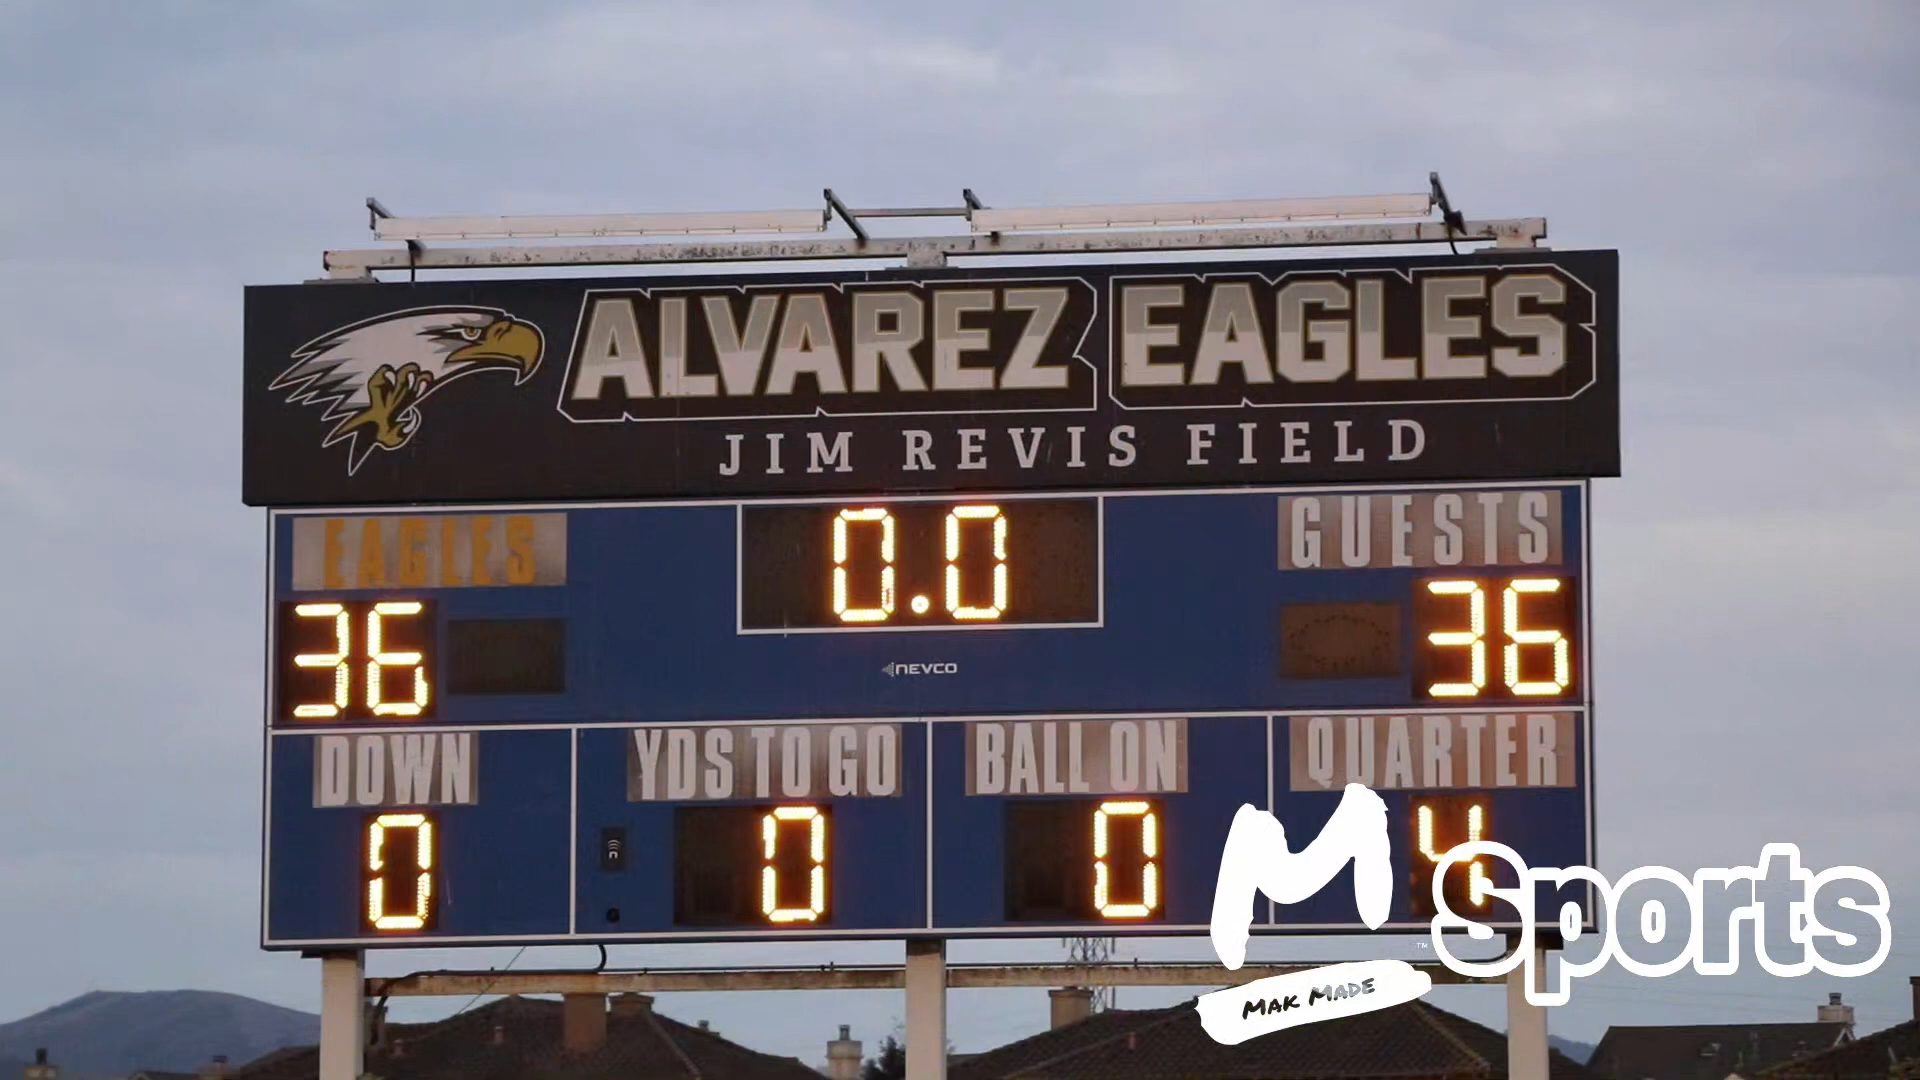 ALVAREZ EAGLES
JIM REVIS FIELD
EAGLES
0.0
GUESTS
36
36
NEVCO
DOWN
YDS TO GO
BALL ON
QUARTER
0
0
0
4
M
Sports
™
MAK MADE